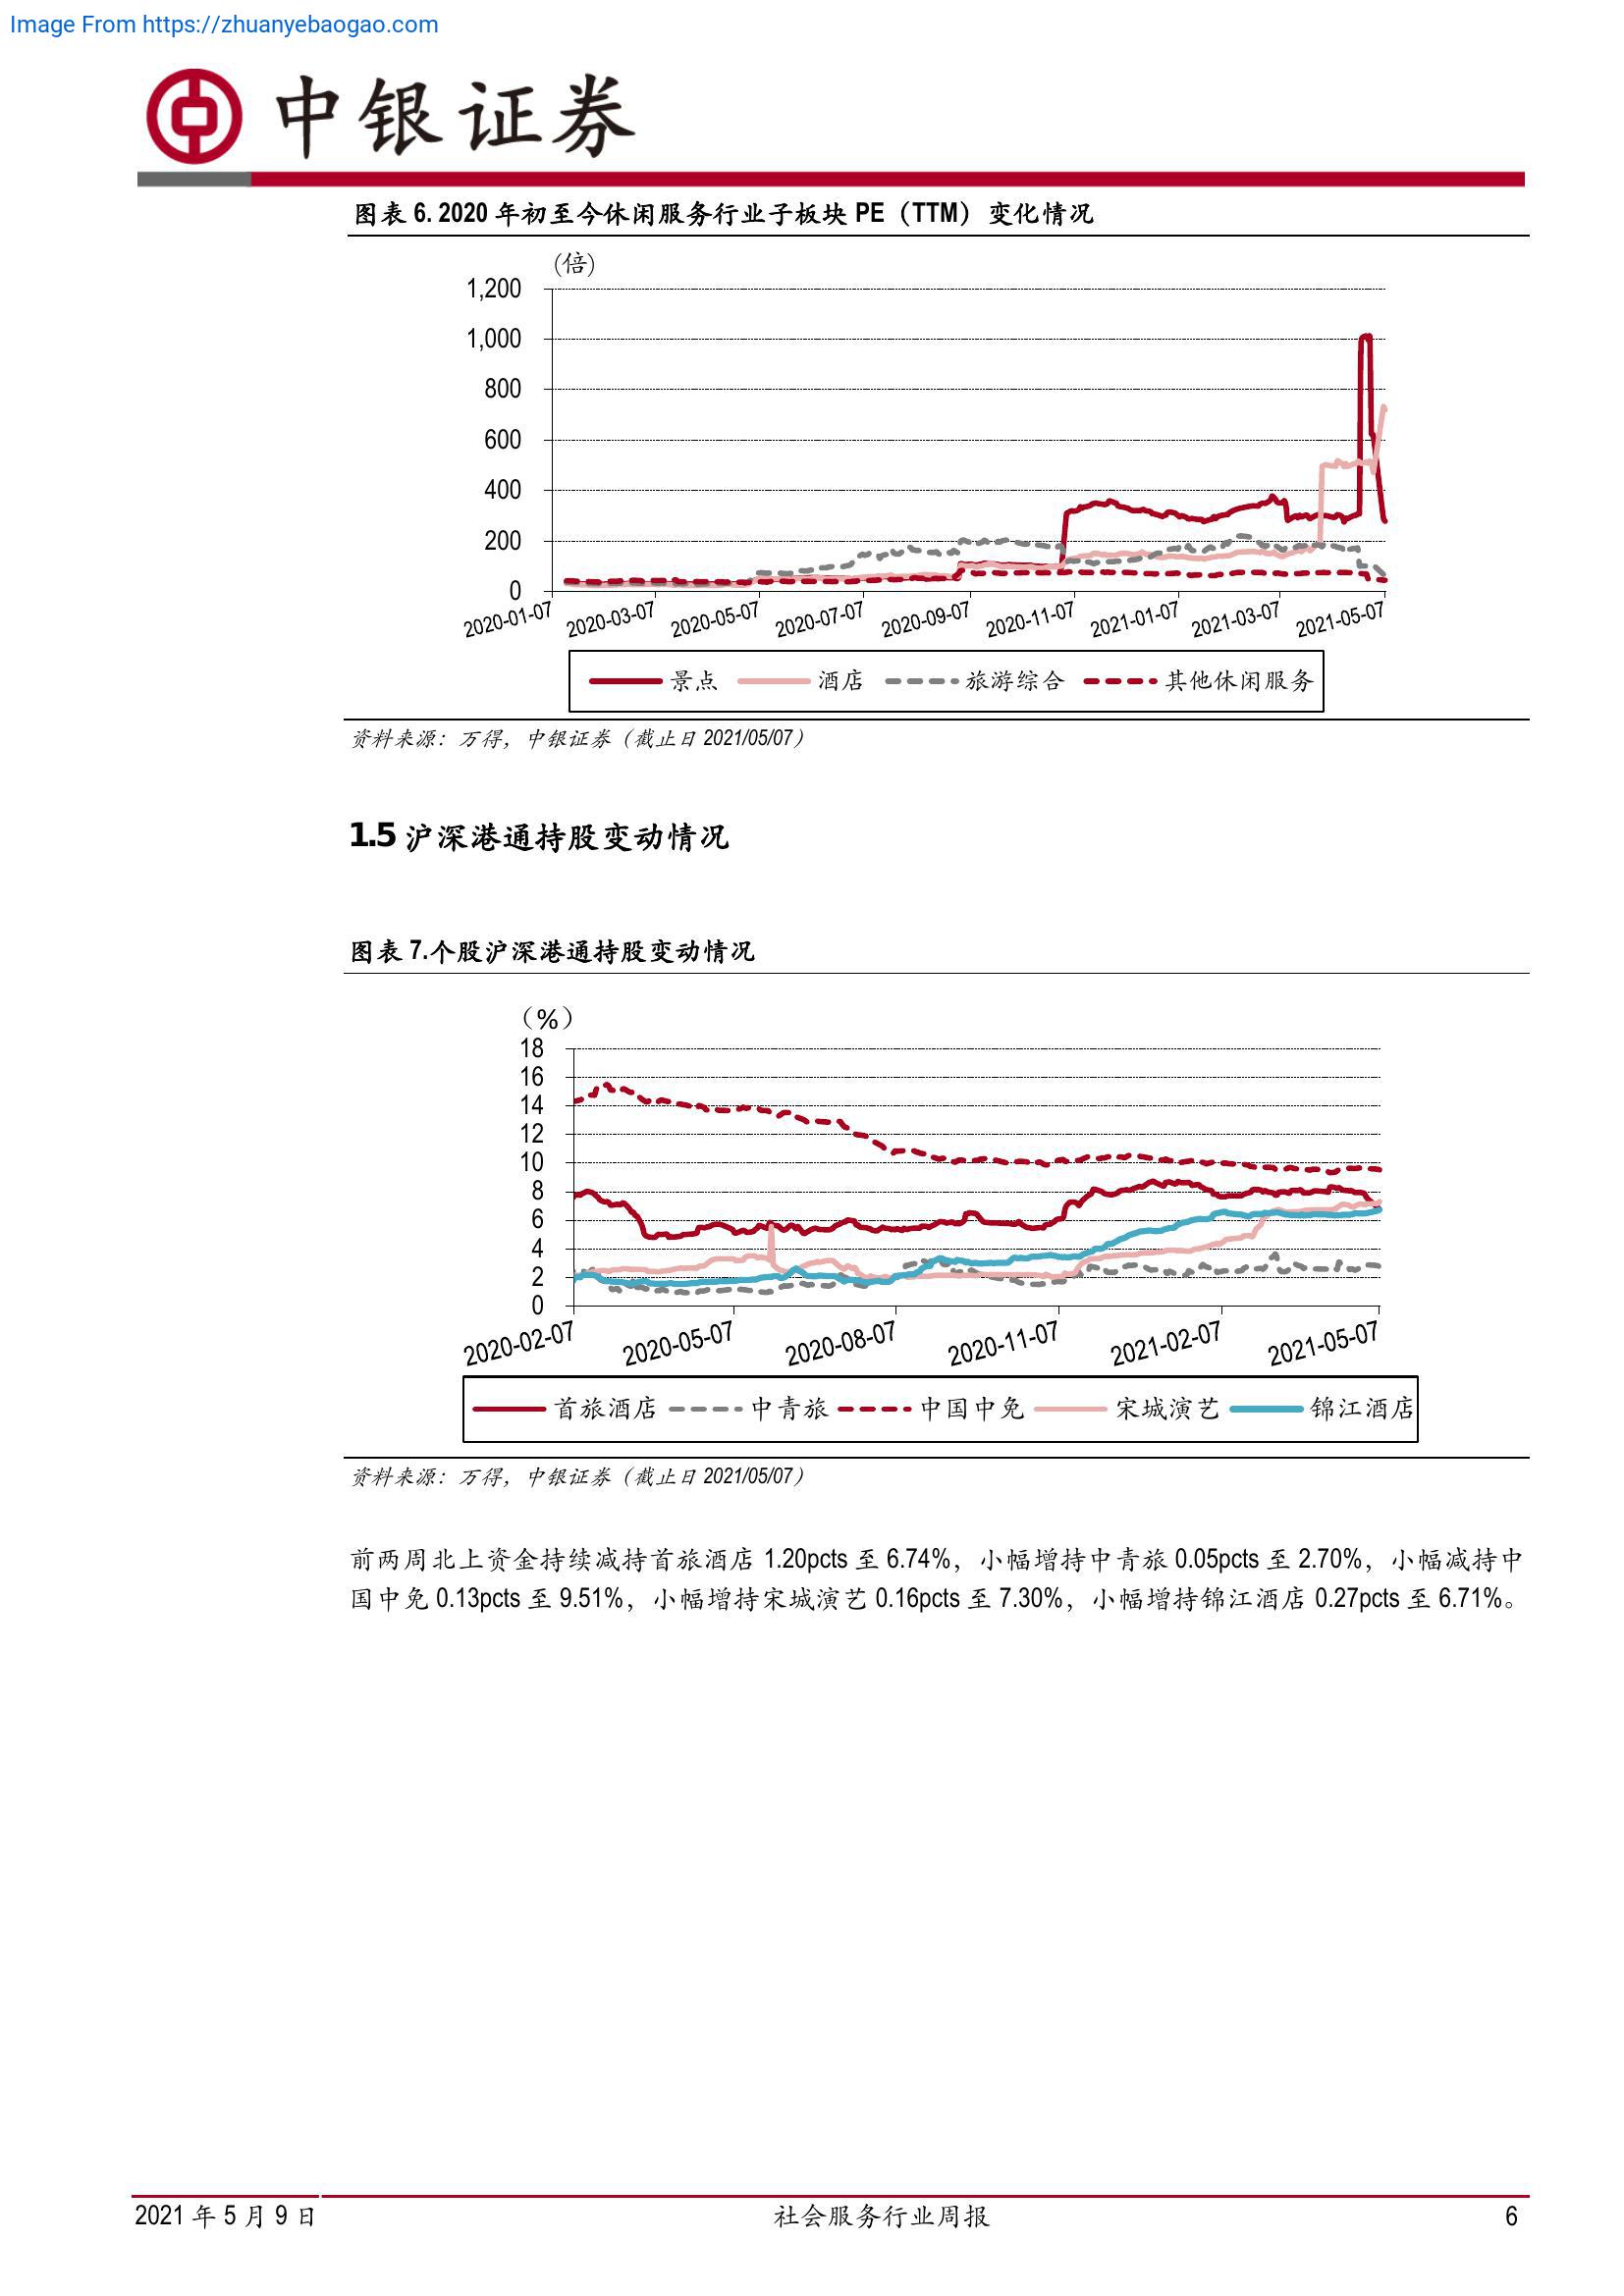 Image From https://zhuanyebaogao.com
中银证券
图表 6. 2020 年初至今休闲服务行业子板块 PE（TTM）变化情况
(倍)
1,200
1,000
800
600
400
200
0
2020-01-07 2020-03-07 2020-05-07 2020-07-07 2020-09-07 2020-11-07 2021-01-07 2021-03-07 2021-05-07
景点 酒店 旅游综合 其他休闲服务
资料来源：万得，中银证券（截止日 2021/05/07）
1.5 沪深港通持股变动情况
图表 7.个股沪深港通持股变动情况
（%）
18
16
14
12
10
8
6
4
2
0
2020-02-07 2020-05-07 2020-08-07 2020-11-07 2021-02-07 2021-05-07
首旅酒店 中青旅 中国中免 宋城演艺 锦江酒店
资料来源：万得，中银证券（截止日 2021/05/07）
前两周北上资金持续减持首旅酒店 1.20pcts 至 6.74%，小幅增持中青旅 0.05pcts 至 2.70%，小幅减持中
国中免 0.13pcts 至 9.51%，小幅增持宋城演艺 0.16pcts 至 7.30%，小幅增持锦江酒店 0.27pcts 至 6.71%。
2021 年 5 月 9 日 社会服务行业周报 6